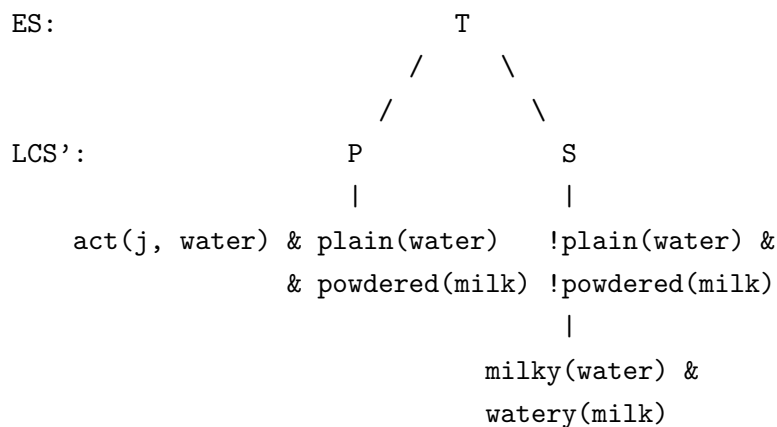 ES: T
/ \
/ \
LCS’: P S
| |
act(j, water) & plain(water) !plain(water) &
& powdered(milk) !powdered(milk)
|
milky(water) &
watery(milk)